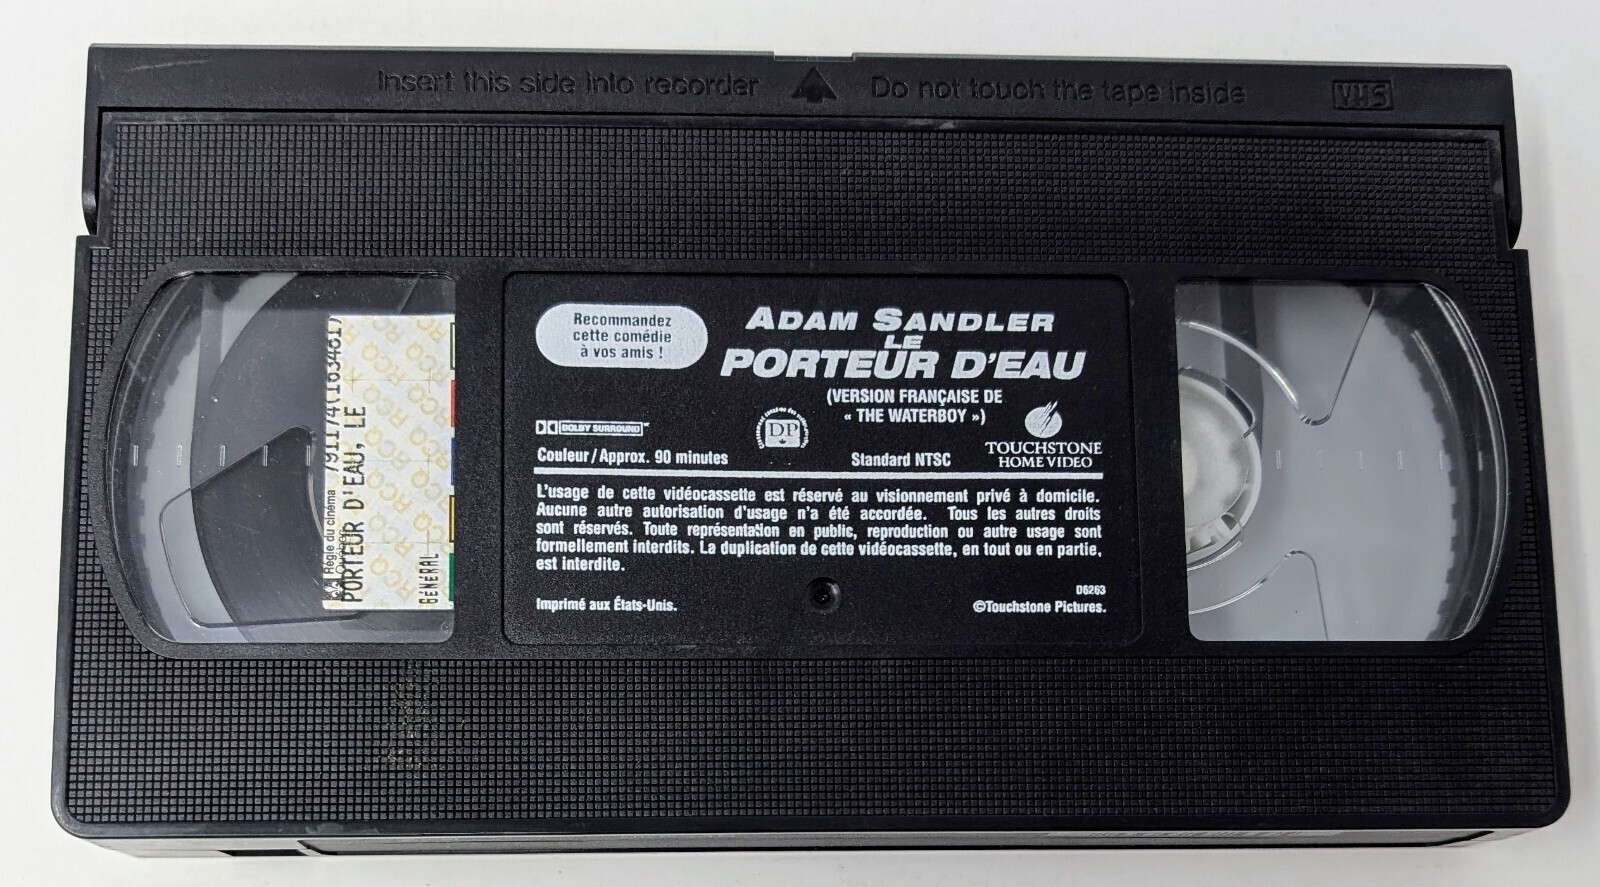 Insert this side into recorder
Do not touch the tape inside
VHS
Recommandez
cette comédie
à vos amis !
ADAM SANDLER
LE
PORTEUR D'EAU
(VERSION FRANÇAISE DE
« THE WATERBOY »)
DOLBY SURROUND
DP
Couleur / Approx. 90 minutes
Standard NTSC
TOUCHSTONE
HOME VIDEO
L'usage de cette vidéocassette est réservé au visionnement privé à domicile.
Aucune autre autorisation d'usage n'a été accordée. Tous les autres droits
sont réservés. Toute représentation en public, reproduction ou autre usage sont
formellement interdits. La duplication de cette vidéocassette, en tout ou en partie,
est interdite.
D6263
Imprimé aux États-Unis.
©Touchstone Pictures.
Régie du cinéma
PORTEUR D'EAU, LE
GÉNÉRAL
RCQ RCQ